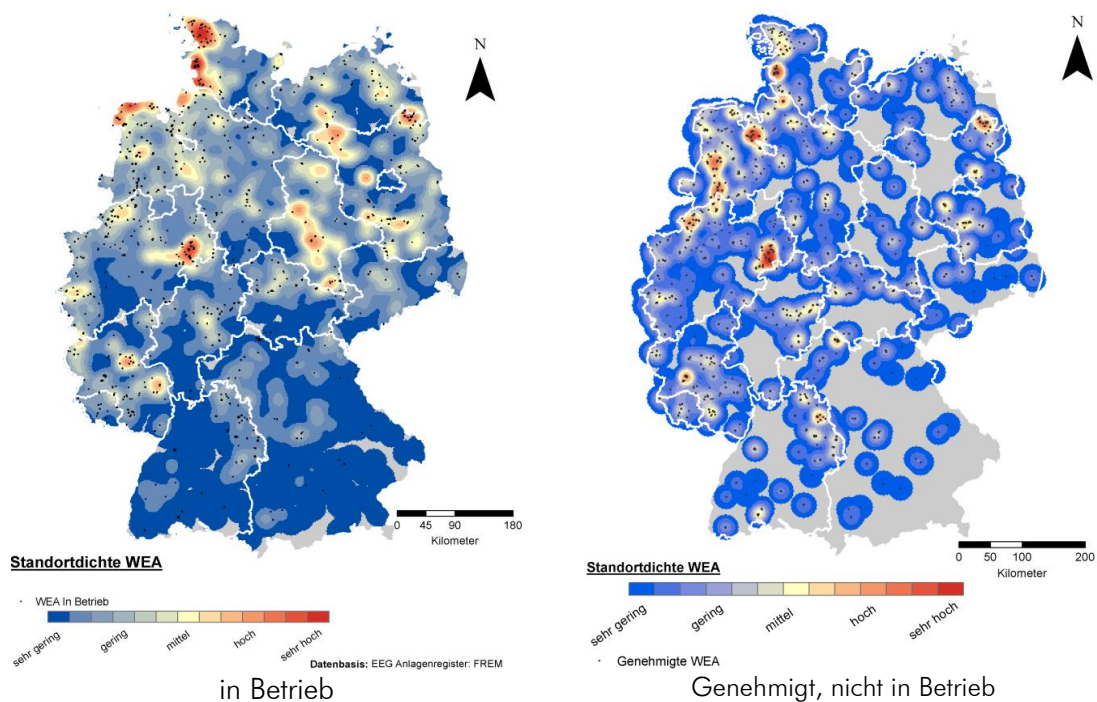 N
0 45 90 180
Kilometer
Standortdichte WEA
WEA In Betrieb
sehr gering gering mittel hoch sehr hoch
Datenbasis: EEG Anlagenregister: FREM
in Betrieb
N
0 50 100 200
Kilometer
Standortdichte WEA
sehr gering gering mittel hoch sehr hoch
Genehmigte WEA
Genehmigt, nicht in Betrieb